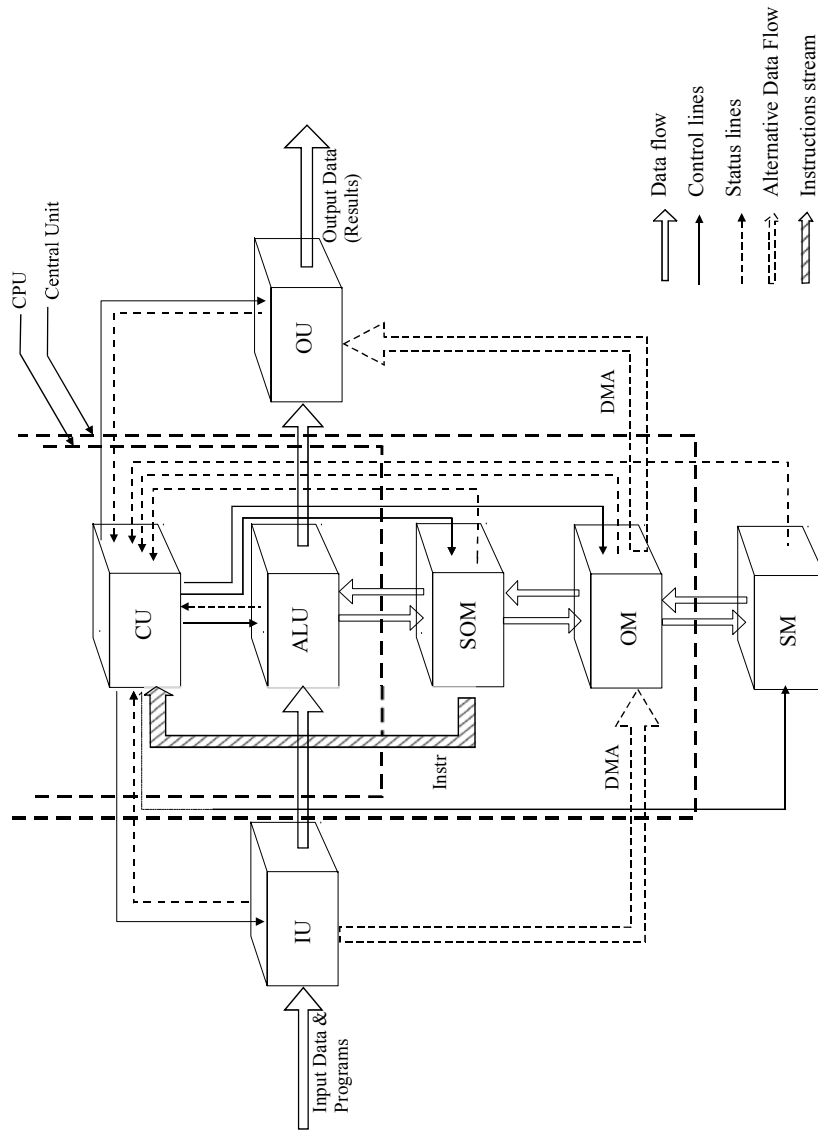 CPU
Central Unit
CU
ALU
SOM
OM
SM
IU
OU
Input Data &
Programs
Output Data
(Results)
Instr
DMA
DMA
Data flow
Control lines
Status lines
Alternative Data Flow
Instructions stream